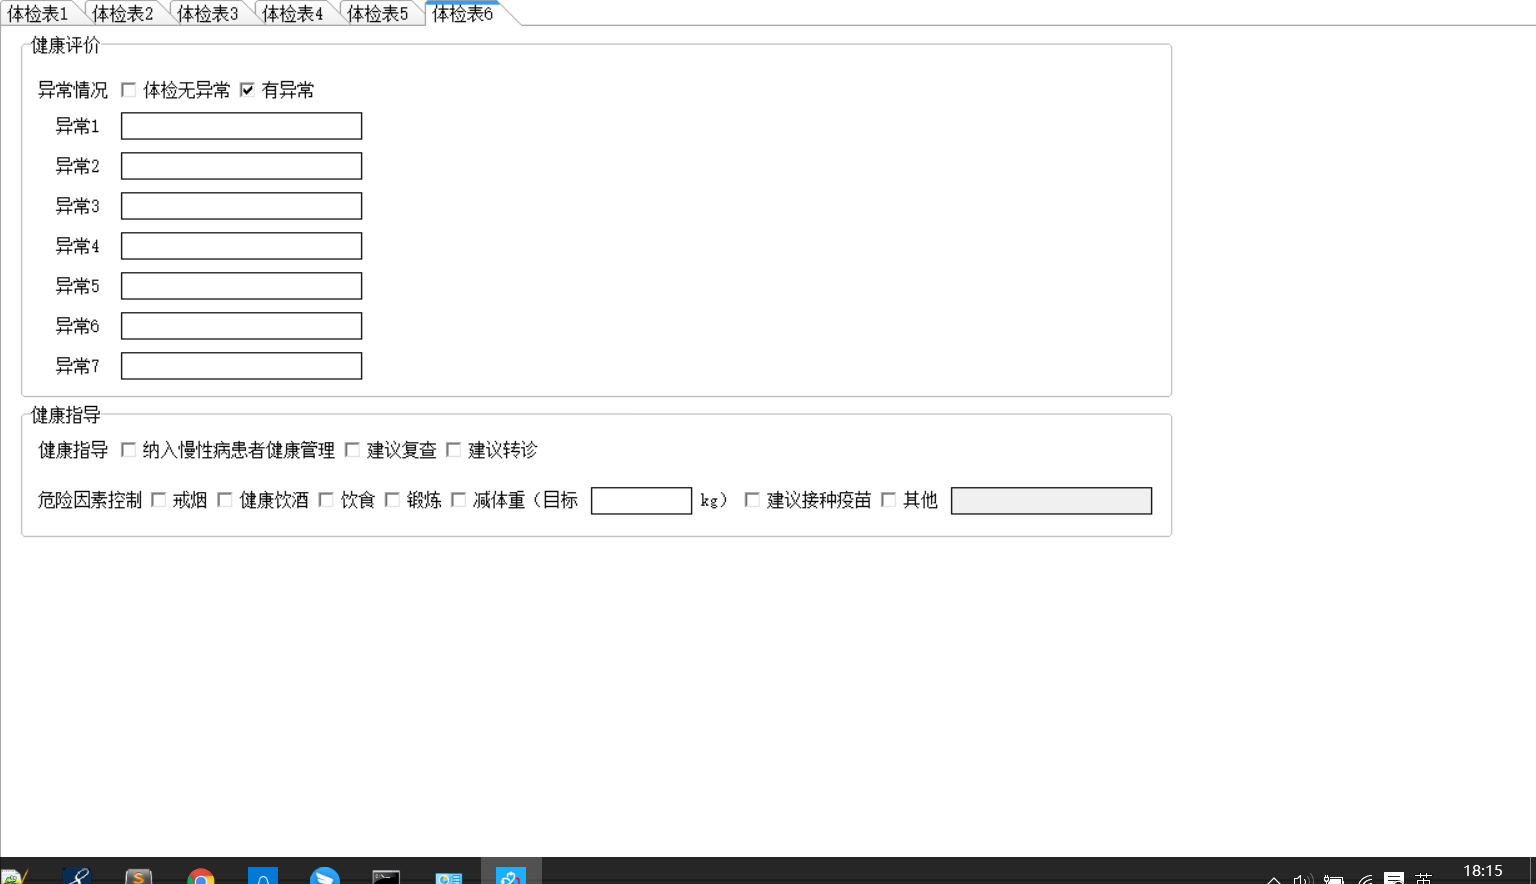 体检表1 体检表2 体检表3 体检表4 体检表5 体检表6
健康评价
异常情况 体检无异常 有异常
异常1
异常2
异常3
异常4
异常5
异常6
异常7
健康指导
健康指导 纳入慢性病患者健康管理 建议复查 建议转诊
危险因素控制 戒烟 健康饮酒 饮食 锻炼 减体重（目标 kg） 建议接种疫苗 其他
英 18:15